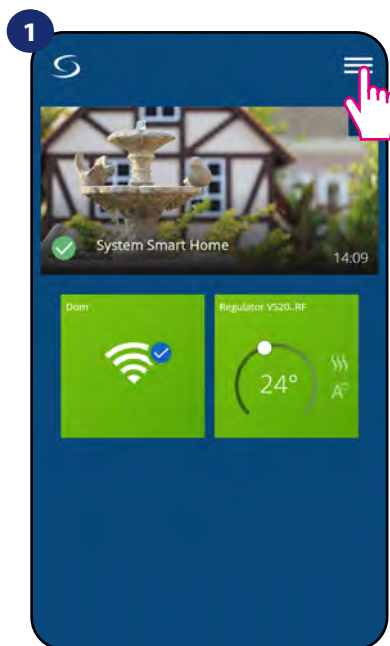 1
System Smart Home
14:09
Dom
Regulator VS20..RF
24°
A